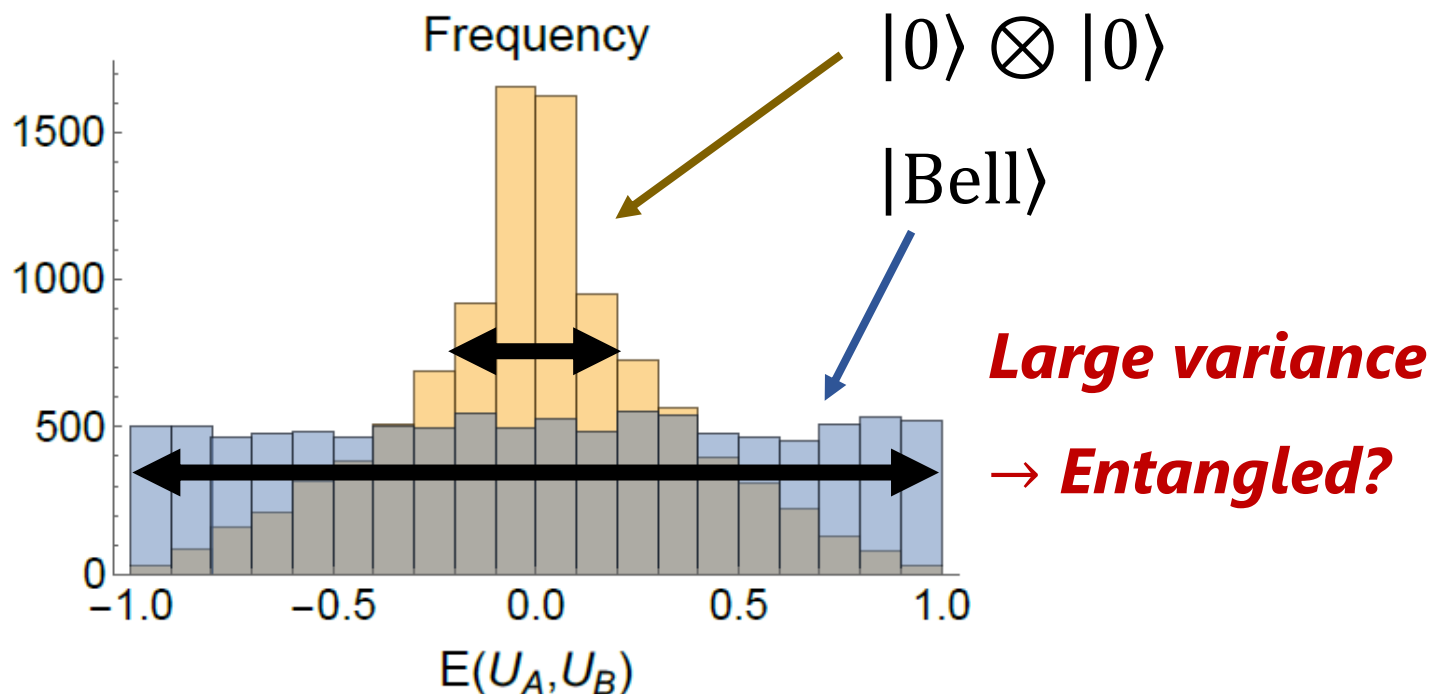 Frequency
|0⟩ ⊗ |0⟩
|Bell⟩
Large variance
→ Entangled?
1500
1000
500
0
−1.0 −0.5 0.0 0.5 1.0
E(U_A,U_B)